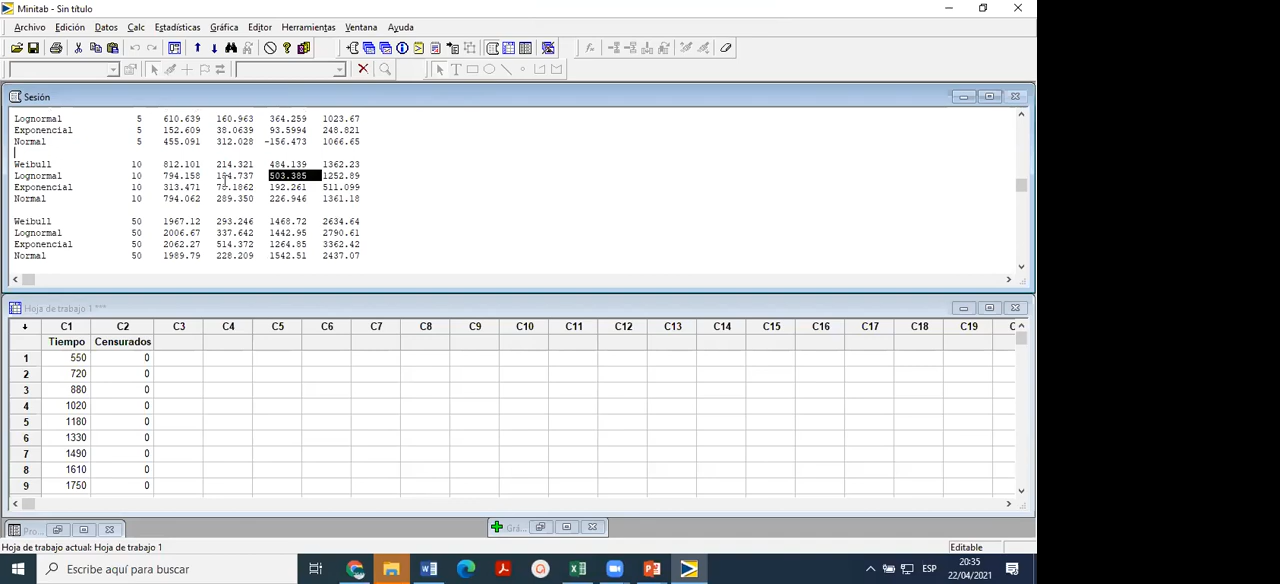 Minitab - Sin título
Archivo Edición Datos Calc Estadísticas Gráfica Editor Herramientas Ventana Ayuda
Sesión
Lognormal 5 610.639 160.963 364.259 1023.67
Exponencial 5 152.609 38.0639 93.5994 248.821
Normal 5 455.091 312.028 -156.473 1066.65
Weibull 10 812.101 214.321 484.139 1362.23
Lognormal 10 794.158 184.737 503.385 1252.89
Exponencial 10 313.471 78.1862 192.261 511.099
Normal 10 794.062 289.350 226.946 1361.18
Weibull 50 1967.12 293.246 1468.72 2634.64
Lognormal 50 2006.67 337.642 1442.95 2790.61
Exponencial 50 2062.27 514.372 1264.85 3362.42
Normal 50 1989.79 228.209 1542.51 2437.07
Hoja de trabajo 1 ***
C1 C2 C3 C4 C5 C6 C7 C8 C9 C10 C11 C12 C13 C14 C15 C16 C17 C18 C19
Tiempo Censurados
1 550 0
2 720 0
3 880 0
4 1020 0
5 1180 0
6 1330 0
7 1490 0
8 1610 0
9 1750 0
Pro... Grá...
Hoja de trabajo actual: Hoja de trabajo 1 Editable
Escribe aquí para buscar
ESP
20:35
22/04/2021